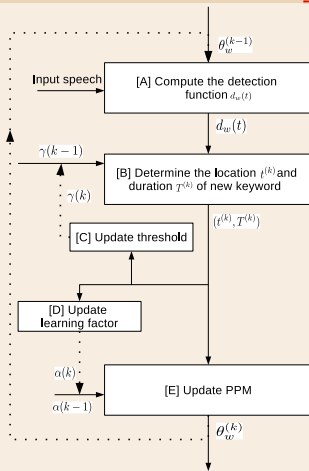 θ_w^{(k-1)}
Input speech
[A] Compute the detection
function d_w(t)
d_w(t)
γ(k − 1)
[B] Determine the location t^{(k)} and
duration T^{(k)} of new keyword
γ(k)
(t^{(k)}, T^{(k)})
[C] Update threshold
[D] Update
learning factor
α(k)
[E] Update PPM
α(k−1)
θ_w^{(k)}